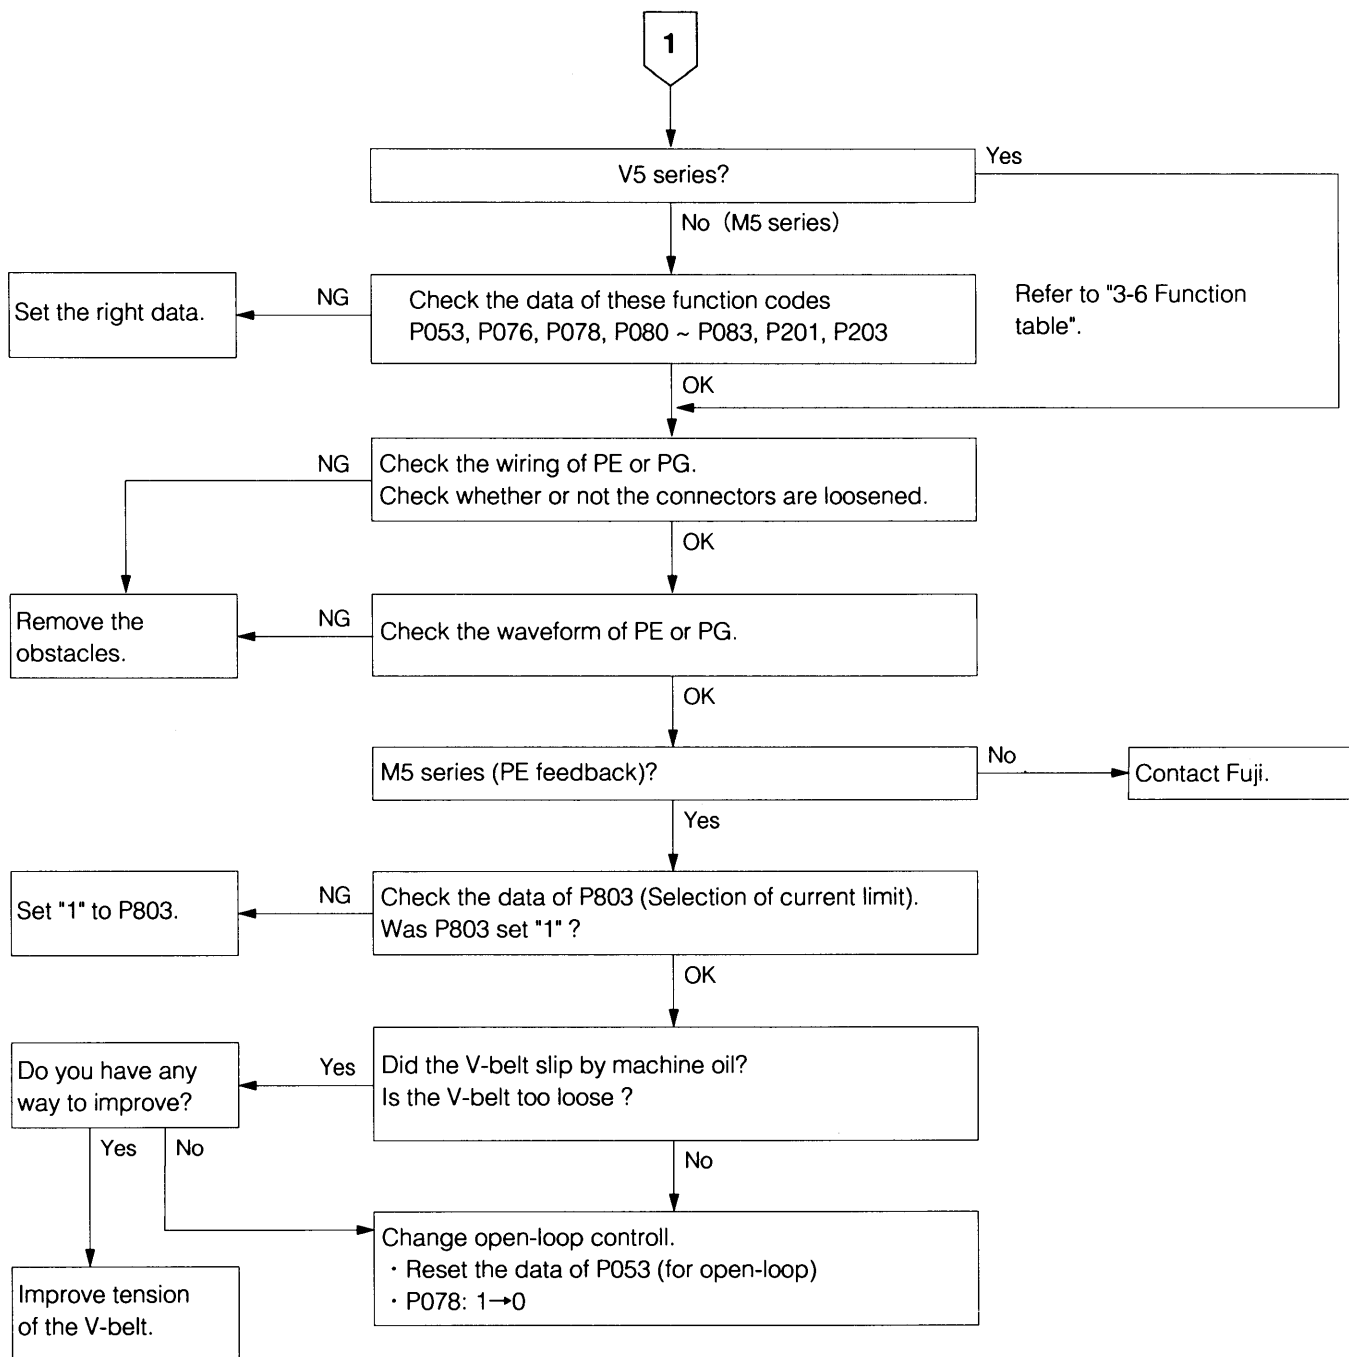 1
V5 series?
Yes
No (M5 series)
Set the right data.
NG
Check the data of these function codes
P053, P076, P078, P080 ~ P083, P201, P203
Refer to "3-6 Function
table".
OK
NG
Check the wiring of PE or PG.
Check whether or not the connectors are loosened.
OK
Remove the
obstacles.
NG
Check the waveform of PE or PG.
OK
M5 series (PE feedback)?
No
Contact Fuji.
Yes
Set "1" to P803.
NG
Check the data of P803 (Selection of current limit).
Was P803 set "1" ?
OK
Do you have any
way to improve?
Yes
Did the V-belt slip by machine oil?
Is the V-belt too loose ?
Yes
No
No
Change open-loop controll.
・Reset the data of P053 (for open-loop)
・P078: 1→0
Improve tension
of the V-belt.